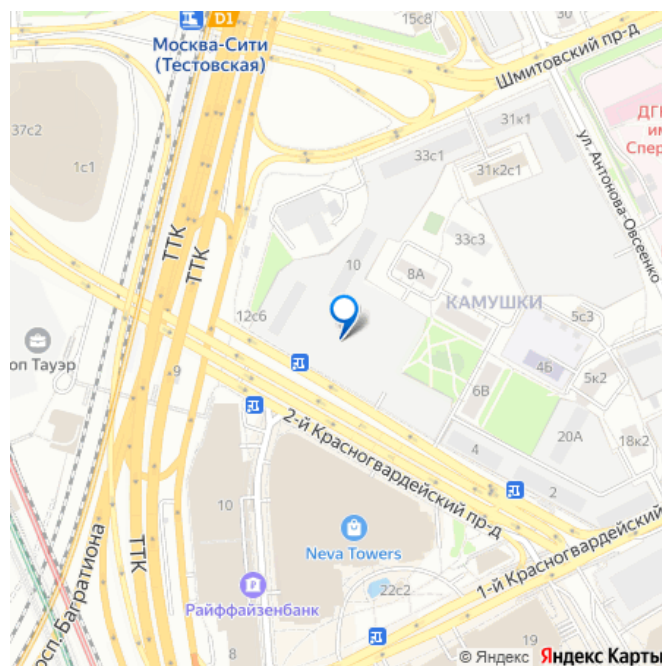 D1
Москва-Сити
(Тестовская)
15с8
30
Шмитовский пр-д
ДГ
им
Спер
37с2
1с1
31к1
33с1
31к2с1
ул. Антонова-Овсеенко
ТТК
ТТК
33с3
10
8А
КАМУШКИ
12с6
5с3
оп Тауэр
9
4Б
5к2
6В
2-й Красногвардейский пр-д
20А
18к2
4
2
10
Neva Towers
1-й Красногвардейский
ТТК
осп. Багратиона
Райффайзенбанк
22с2
8
19
© Яндекс Яндекс Карты